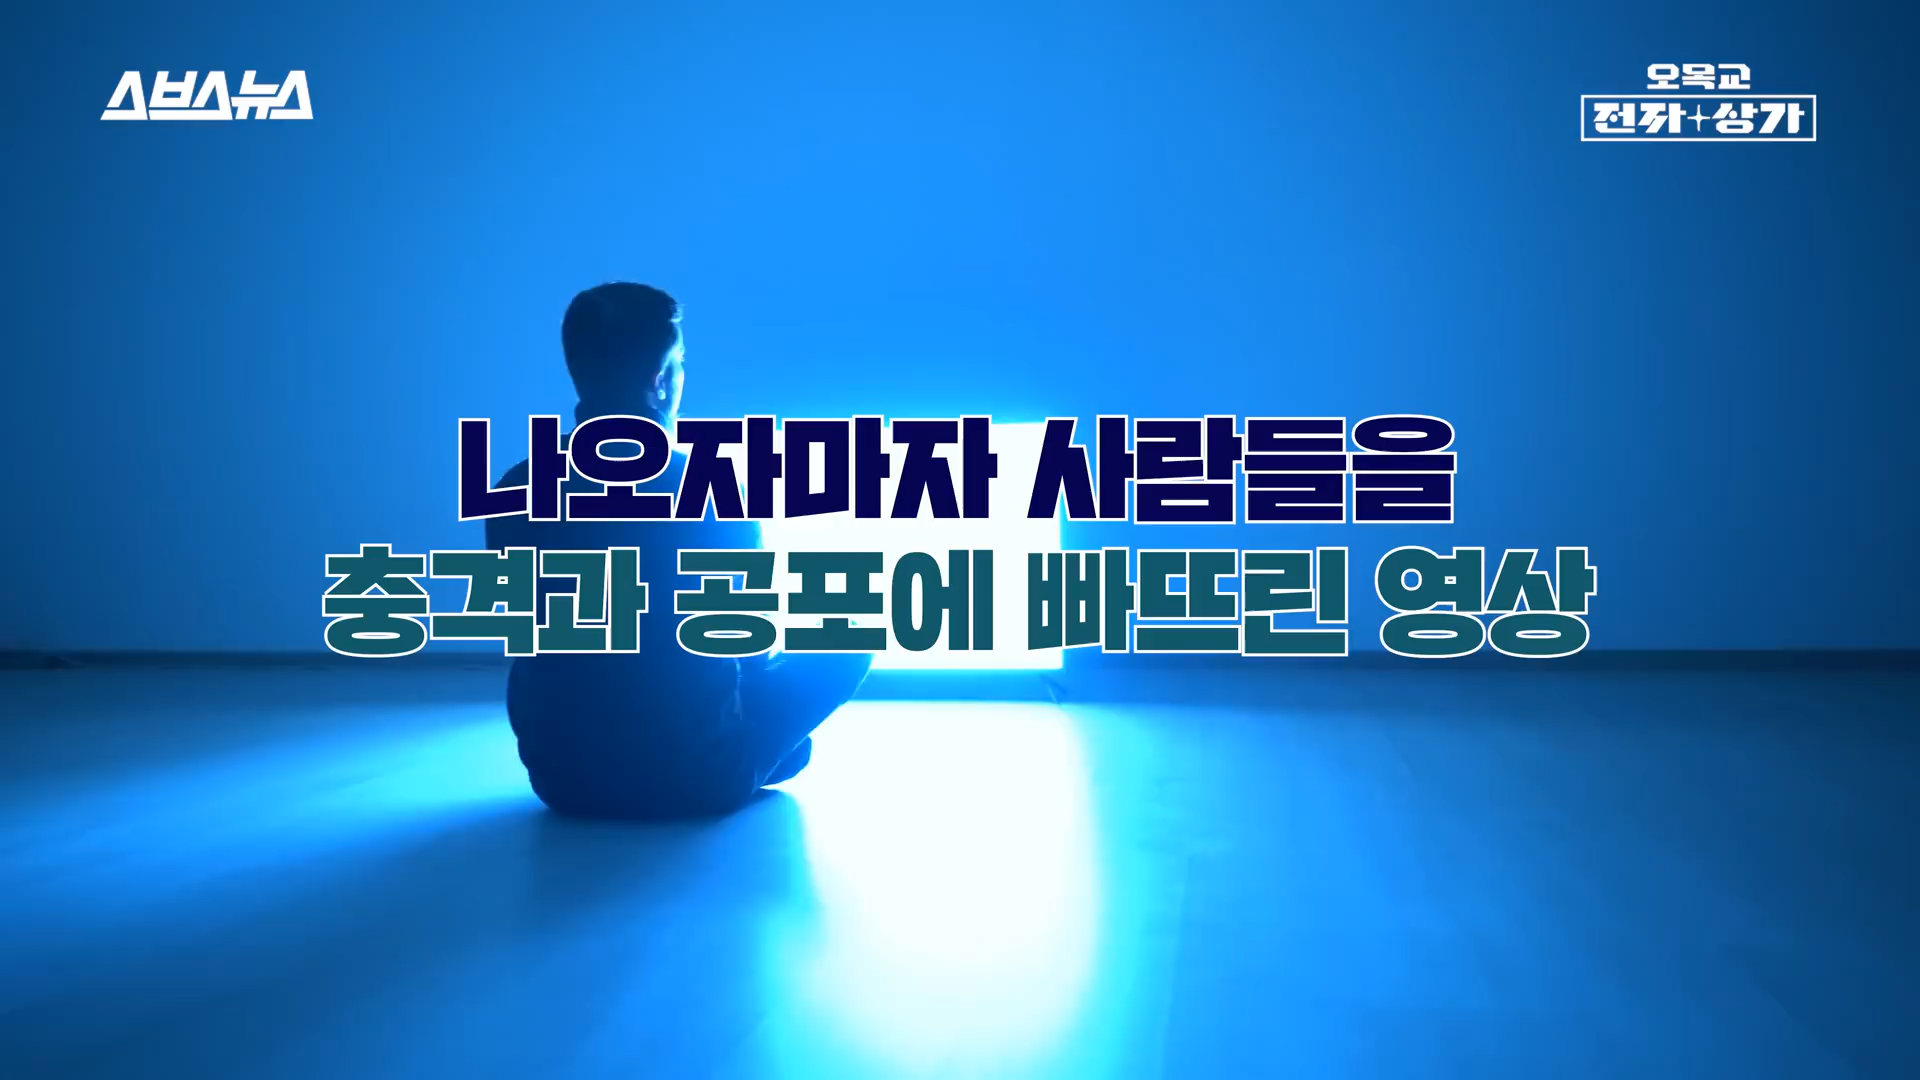 스브스뉴스
오목교
전자+상가
나오자마자 사람들을
충격과 공포에 빠뜨린 영상